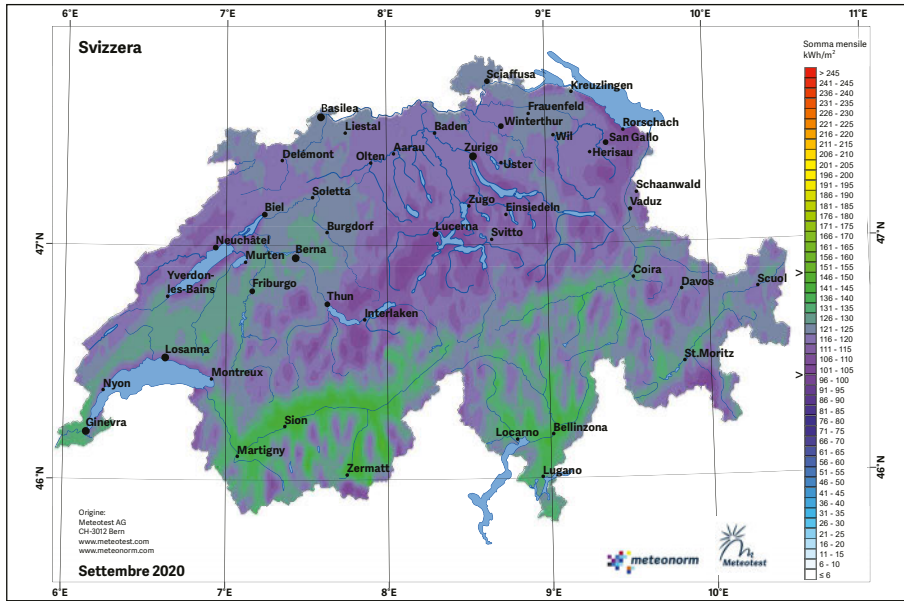 6°E 7°E 8°E 9°E 10°E 11°E
Svizzera
Somma mensile
kWh/m²
> 245
241 - 245
236 - 240
231 - 235
226 - 230
221 - 225
216 - 220
211 - 215
206 - 210
201 - 205
196 - 200
191 - 195
186 - 190
181 - 185
176 - 180
171 - 175
166 - 170
161 - 165
156 - 160
151 - 155
146 - 150
141 - 145
136 - 140
131 - 135
126 - 130
121 - 125
116 - 120
111 - 115
106 - 110
101 - 105
96 - 100
91 - 95
86 - 90
81 - 85
76 - 80
71 - 75
66 - 70
61 - 65
56 - 60
51 - 55
46 - 50
41 - 45
36 - 40
31 - 35
26 - 30
21 - 25
16 - 20
11 - 15
6 - 10
≤ 6
Sciaffusa
Kreuzlingen
Basilea
Frauenfeld
Liestal
Baden
Winterthur
Wil
Rorschach
San Gallo
Herisau
Delémont
Olten
Aarau
Zurigo
Uster
Soletta
Schaanwald
Vaduz
Biel
Zugo
Einsiedeln
Burgdorf
Lucerna
Svitto
47°N
47°N
Neuchâtel
Murten
Berna
Yverdon-
les-Bains
Friburgo
Thun
Interlaken
Coira
Davos
Scuol
>
>
Losanna
Montreux
St.Moritz
Nyon
Ginevra
Sion
Martigny
Zermatt
Locarno
Bellinzona
Lugano
46°N
46°N
Origine:
Meteotest AG
CH-3012 Bern
www.meteotest.com
www.meteonorm.com
meteonorm
Meteotest
Settembre 2020
6°E 7°E 8°E 9°E 10°E